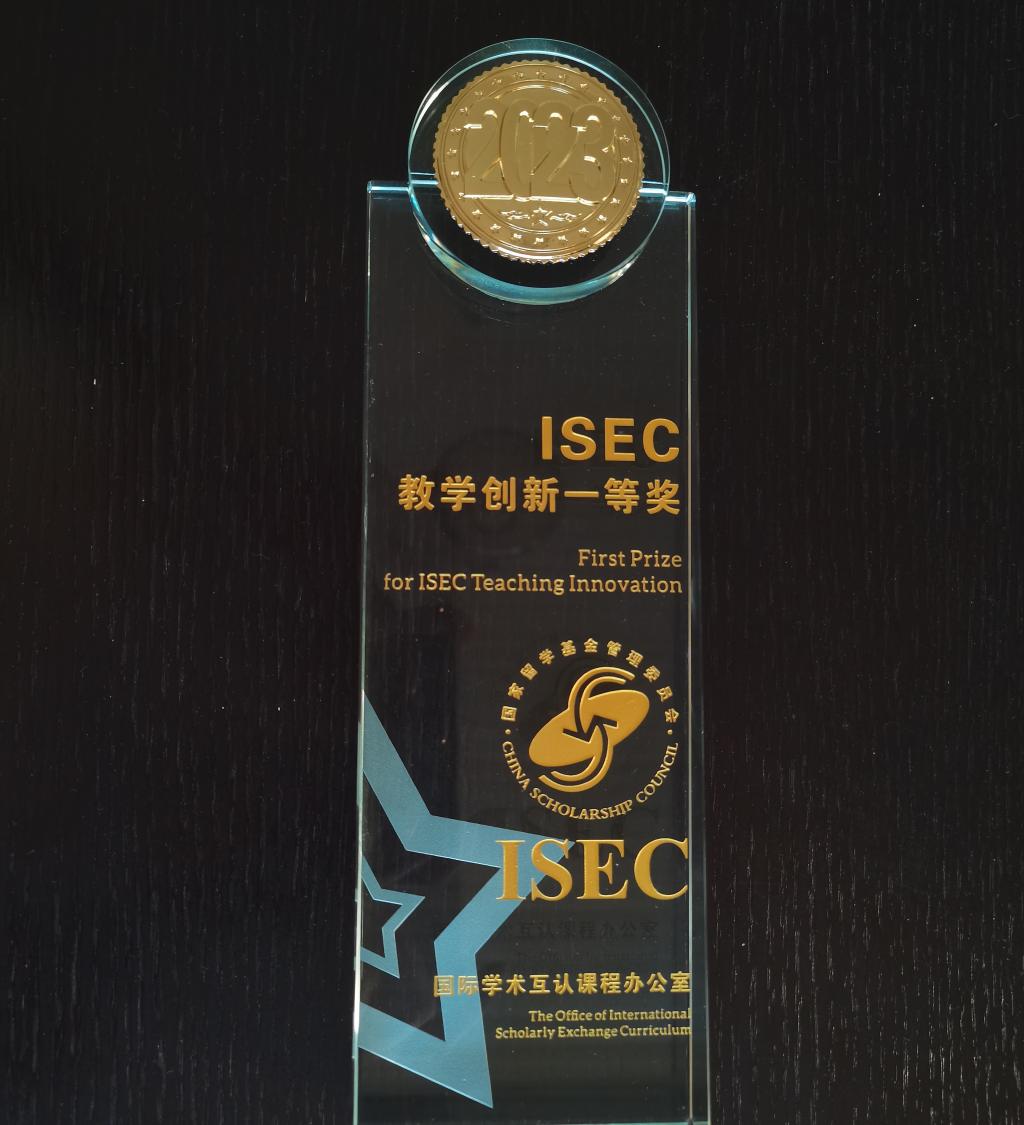 2023
ISEC
教学创新一等奖
First Prize
for ISEC Teaching Innovation
国家留学基金管理委员会
·CHINA SCHOLARSHIP COUNCIL·
ISEC
国际学术互认课程办公室
The Office of International
Scholarly Exchange Curriculum